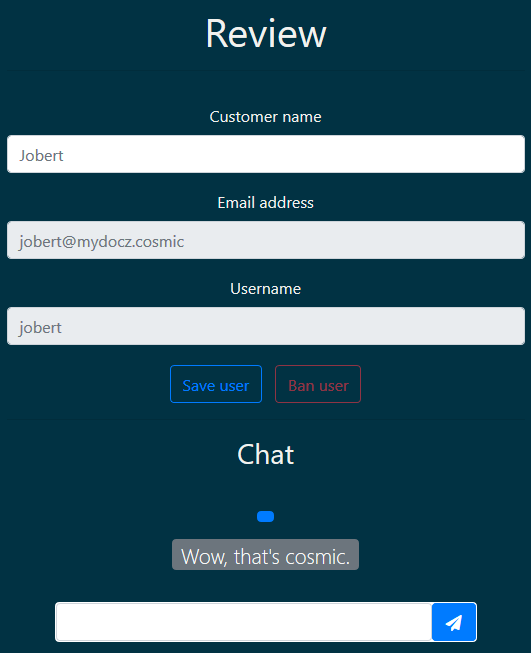 Review
Customer name
Jobert
Email address
jobert@mydocz.cosmic
Username
jobert
Save user
Ban user
Chat
Wow, that's cosmic.